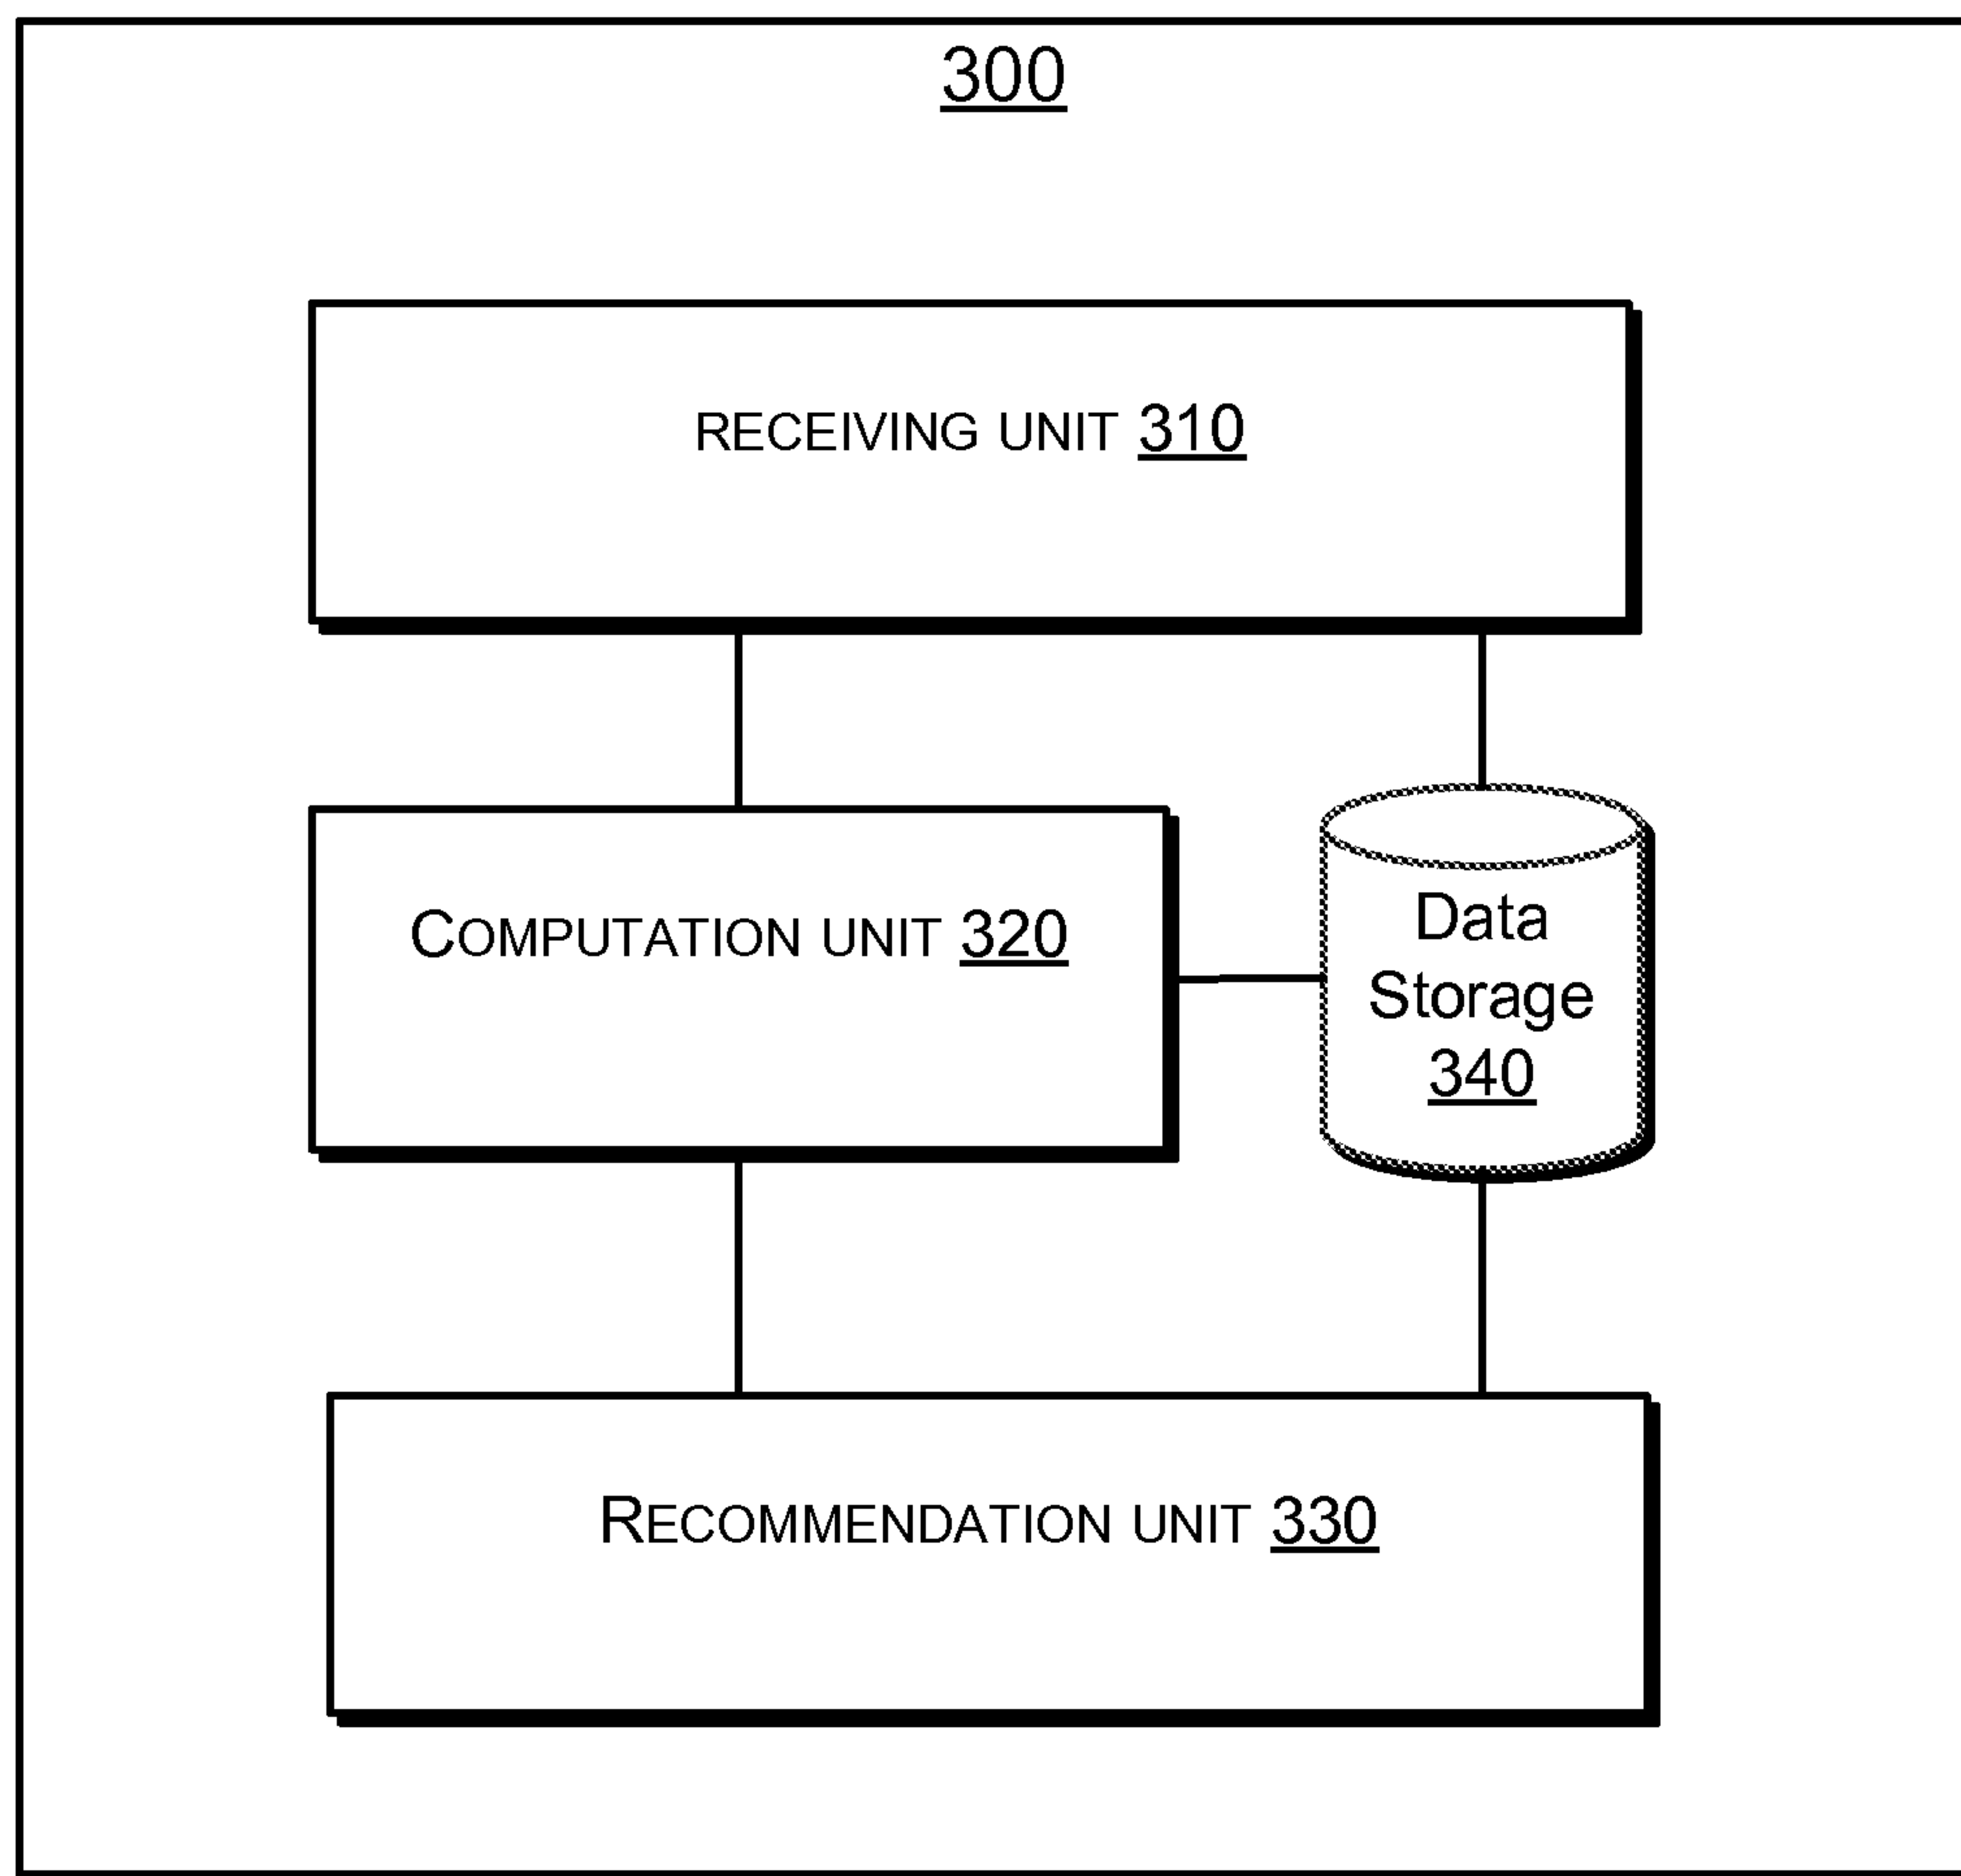 300
RECEIVING UNIT 310
COMPUTATION UNIT 320
Data
Storage
340
RECOMMENDATION UNIT 330